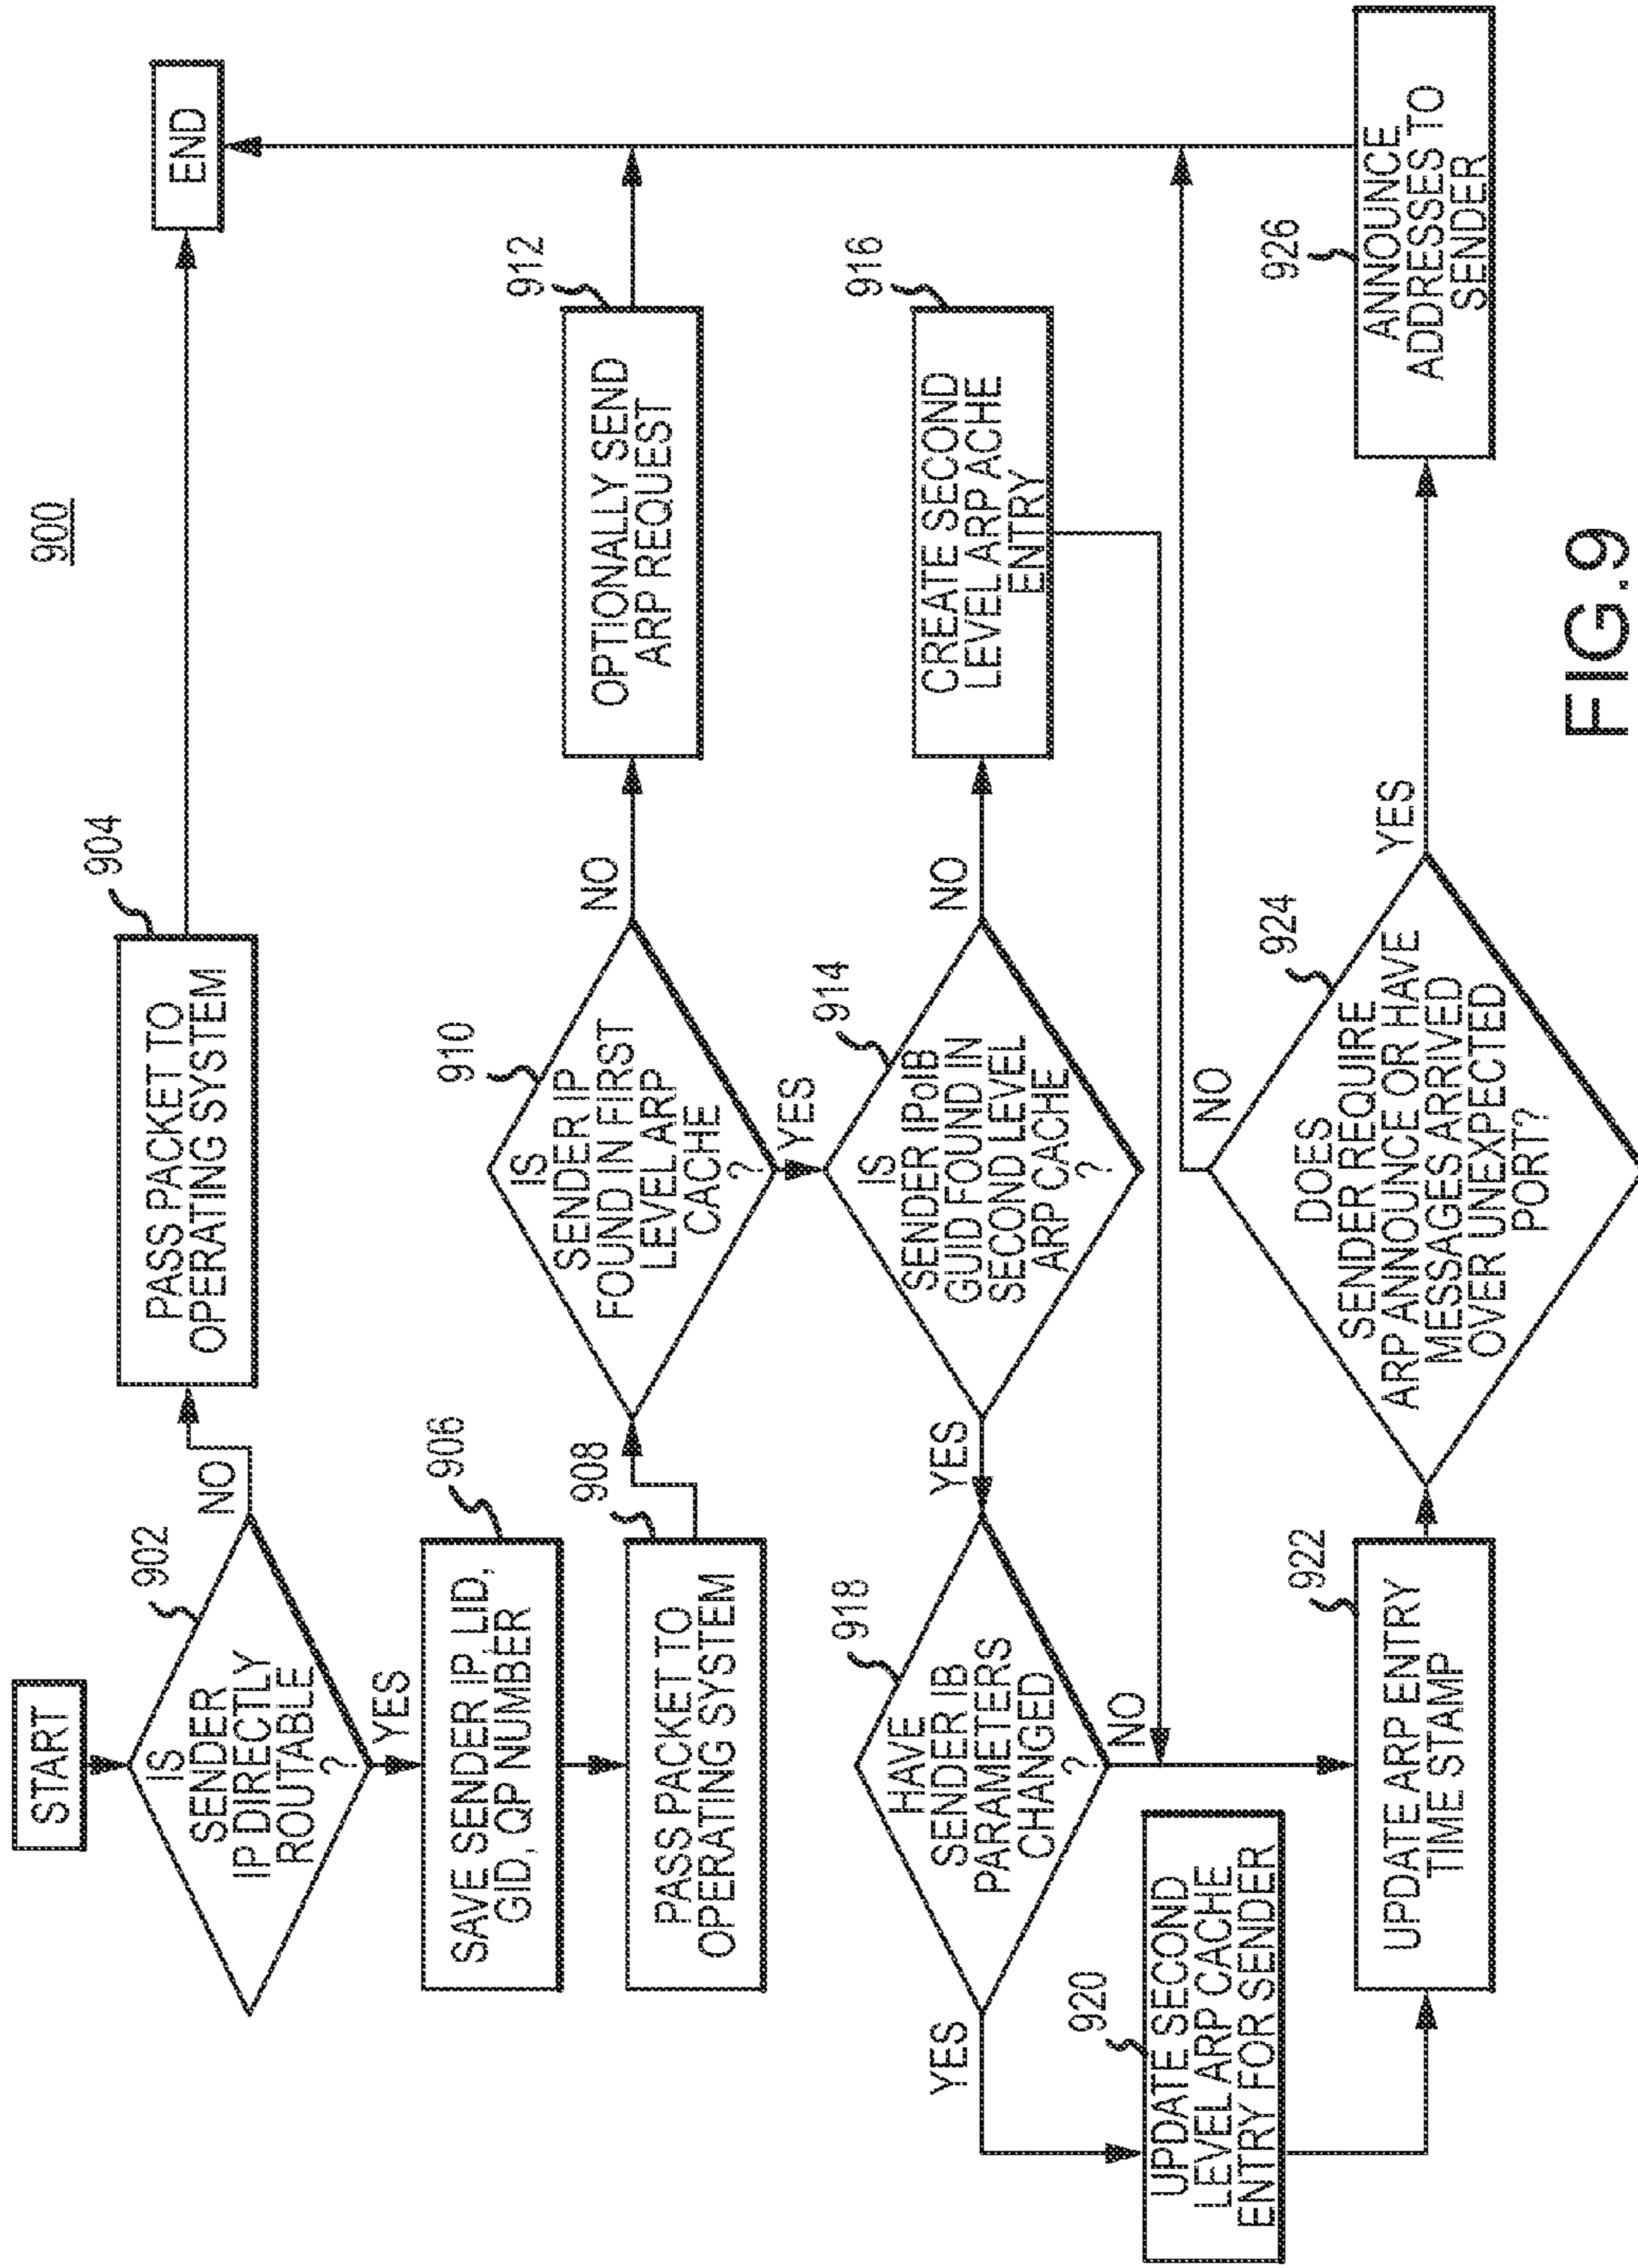 900
START
902
IS
SENDER
IP DIRECTLY
ROUTABLE
?
NO
904
PASS PACKET TO
OPERATING SYSTEM
END
YES
906
SAVE SENDER IP, LID,
GID, QP NUMBER
908
PASS PACKET TO
OPERATING SYSTEM
910
IS
SENDER IP
FOUND IN FIRST
LEVEL ARP
CACHE
?
NO
912
OPTIONALLY SEND
ARP REQUEST
YES
914
IS
SENDER IPoIB
GUID FOUND IN
SECOND LEVEL
ARP CACHE
?
NO
916
CREATE SECOND
LEVEL ARP ACHE
ENTRY
YES
918
HAVE
SENDER IB
PARAMETERS
CHANGED
?
NO
YES
920
UPDATE SECOND
LEVEL ARP CACHE
ENTRY FOR SENDER
922
UPDATE ARP ENTRY
TIME STAMP
924
DOES
SENDER REQUIRE
ARP ANNOUNCE OR HAVE
MESSAGES ARRIVED
OVER UNEXPECTED
PORT?
NO
YES
926
ANNOUNCE
ADDRESSES TO
SENDER
FIG.9